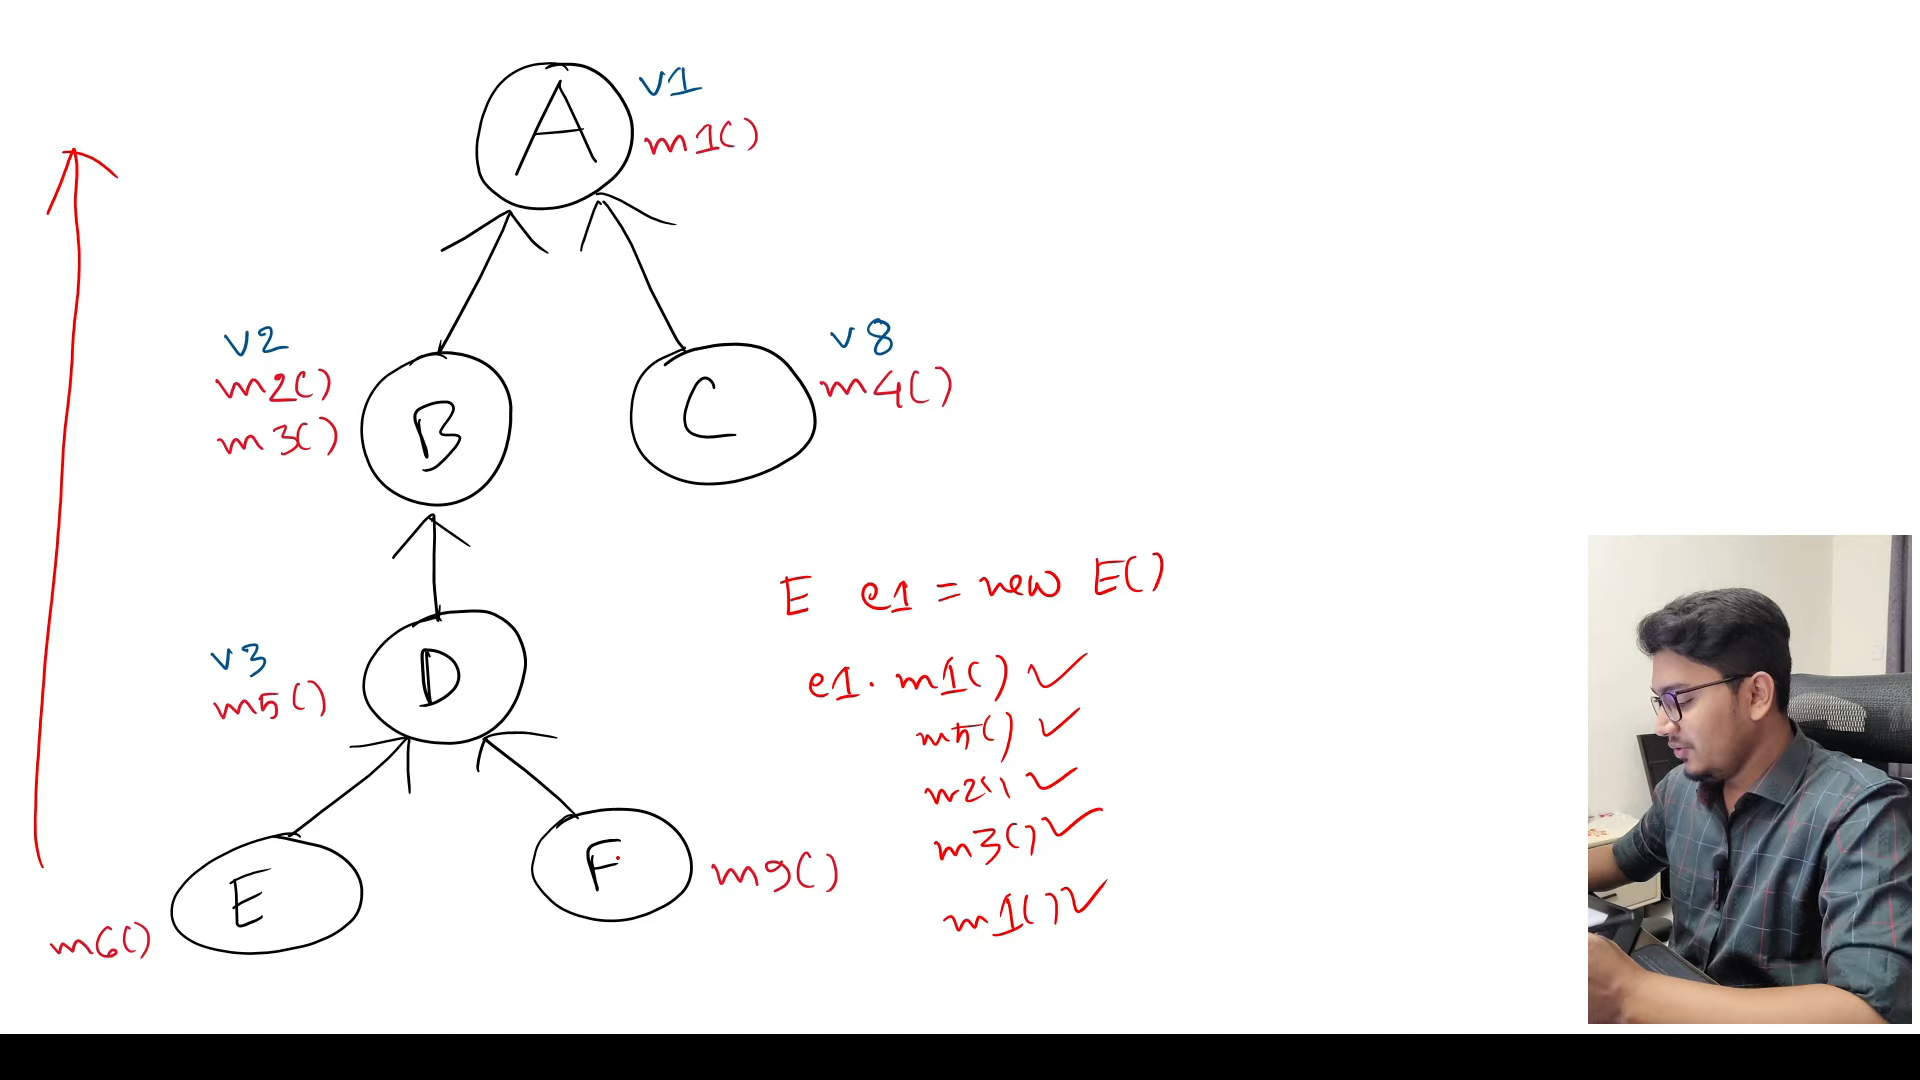 A
v1
m1()
v2
m2()
m3()
B
C
v8
m4()
v3
m5()
D
E
m6()
F
m9()
E e1 = new E()
e1. m1() ✓
m5() ✓
m2() ✓
m3() ✓
m1() ✓